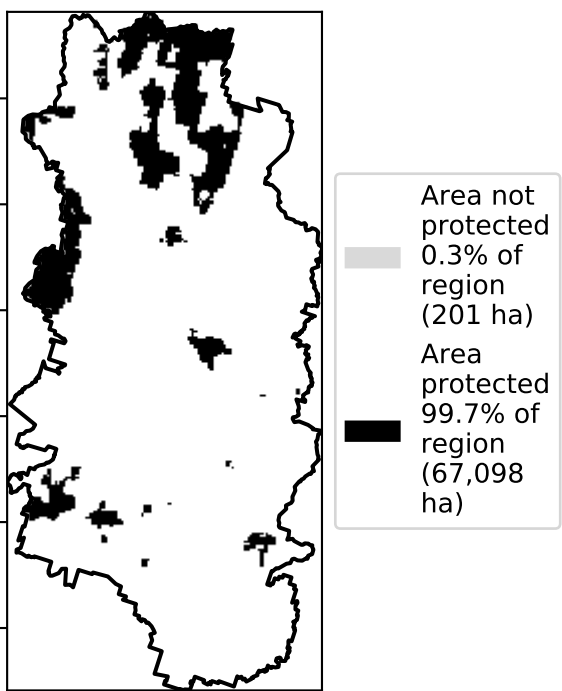 Area not
protected
0.3% of
region
(201 ha)
Area
protected
99.7% of
region
(67,098
ha)